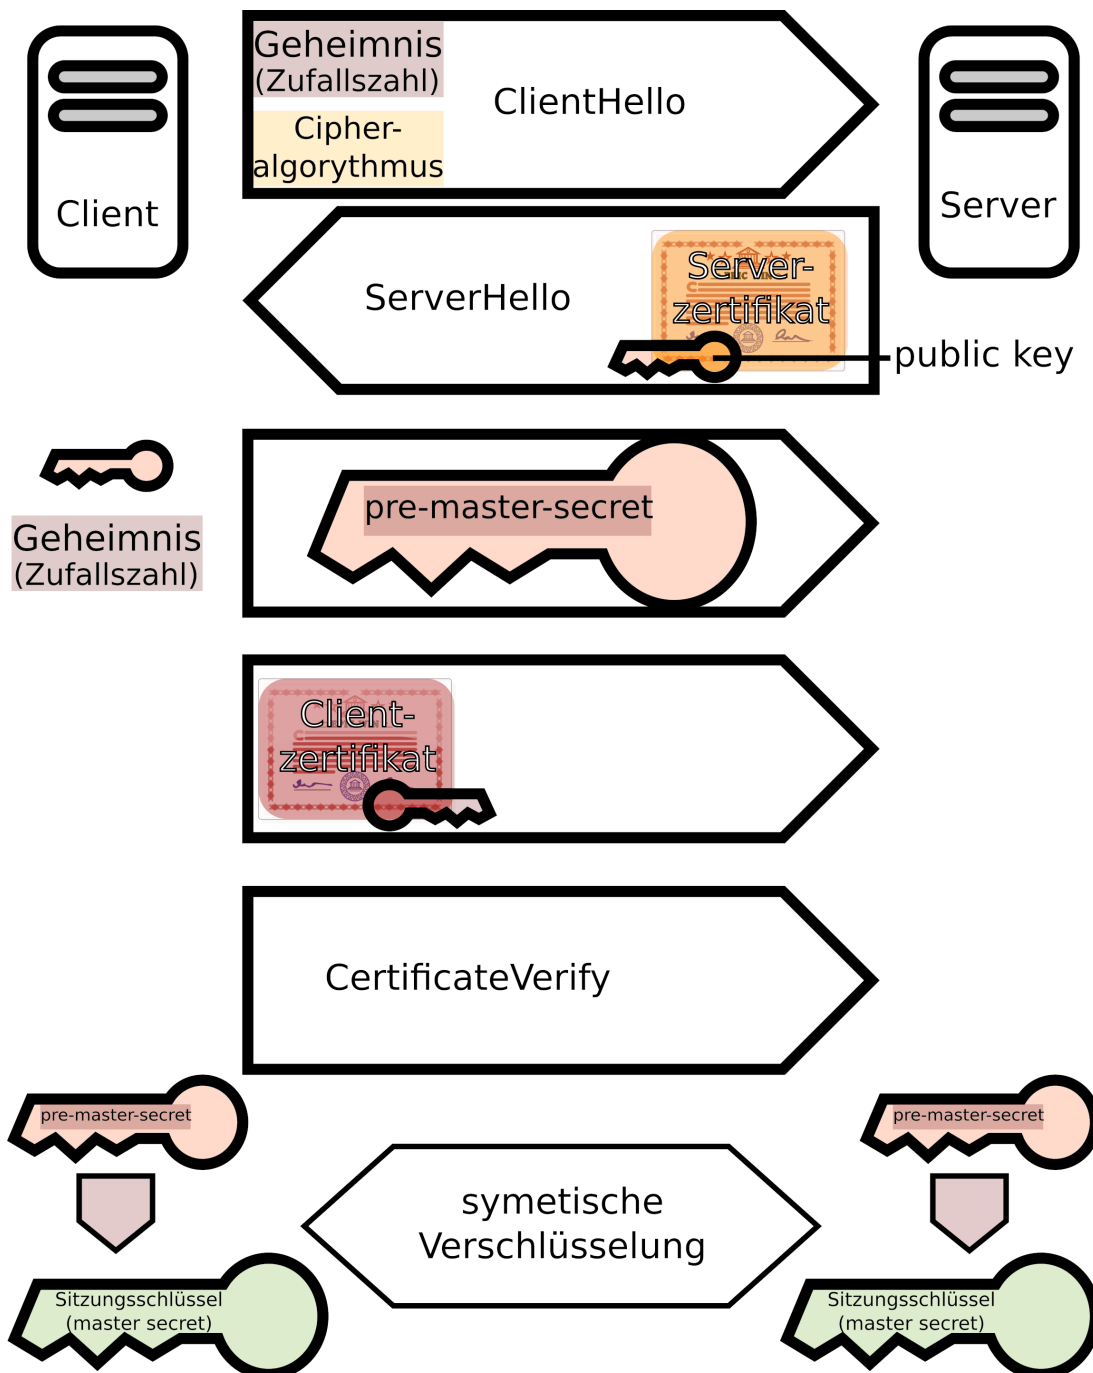 Geheimnis
(Zufallszahl)
Cipher-
algorythmus
ClientHello
Client
Server
ServerHello
Server-
zertifikat
public key
pre-master-secret
Geheimnis
(Zufallszahl)
Client-
zertifikat
CertificateVerify
pre-master-secret
pre-master-secret
symetische
Verschlüsselung
Sitzungsschlüssel
(master secret)
Sitzungsschlüssel
(master secret)